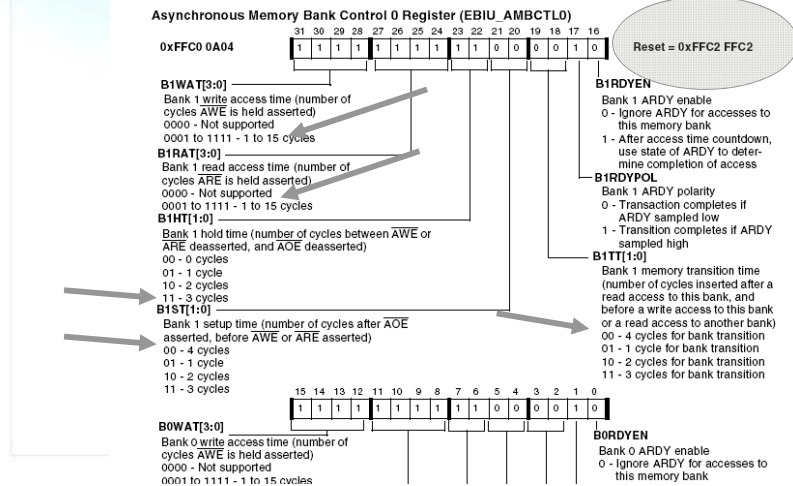 Asynchronous Memory Bank Control 0 Register (EBIU_AMBCTL0)
31 30 29 28 27 26 25 24 23 22 21 20 19 18 17 16
0xFFC0 0A04
1 1 1 1 1 1 1 1 1 1 0 0 0 0 1 0
Reset = 0xFFC2 FFC2
B1WAT[3:0]
Bank 1 write access time (number of
cycles AWE is held asserted)
0000 - Not supported
0001 to 1111 - 1 to 15 cycles
B1RAT[3:0]
Bank 1 read access time (number of
cycles ARE is held asserted)
0000 - Not supported
0001 to 1111 - 1 to 15 cycles
B1HT[1:0]
Bank 1 hold time (number of cycles between AWE or
ARE deasserted, and AOE deasserted)
00 - 0 cycles
01 - 1 cycle
10 - 2 cycles
11 - 3 cycles
B1ST[1:0]
Bank 1 setup time (number of cycles after AOE
asserted, before AWE or ARE asserted)
00 - 4 cycles
01 - 1 cycle
10 - 2 cycles
11 - 3 cycles
B1RDYEN
Bank 1 ARDY enable
0 - Ignore ARDY for accesses to
this memory bank
1 - After access time countdown,
use state of ARDY to deter-
mine completion of access
B1RDYPOL
Bank 1 ARDY polarity
0 - Transaction completes if
ARDY sampled low
1 - Transition completes if ARDY
sampled high
B1TT[1:0]
Bank 1 memory transition time
(number of cycles inserted after a
read access to this bank, and
before a write access to this bank
or a read access to another bank)
00 - 4 cycles for bank transition
01 - 1 cycle for bank transition
10 - 2 cycles for bank transition
11 - 3 cycles for bank transition
15 14 13 12 11 10 9 8 7 6 5 4 3 2 1 0
1 1 1 1 1 1 1 1 1 1 0 0 0 0 1 0
B0WAT[3:0]
Bank 0 write access time (number of
cycles AWE is held asserted)
0000 - Not supported
0001 to 1111 - 1 to 15 cycles
B0RDYEN
Bank 0 ARDY enable
0 - Ignore ARDY for accesses to
this memory bank